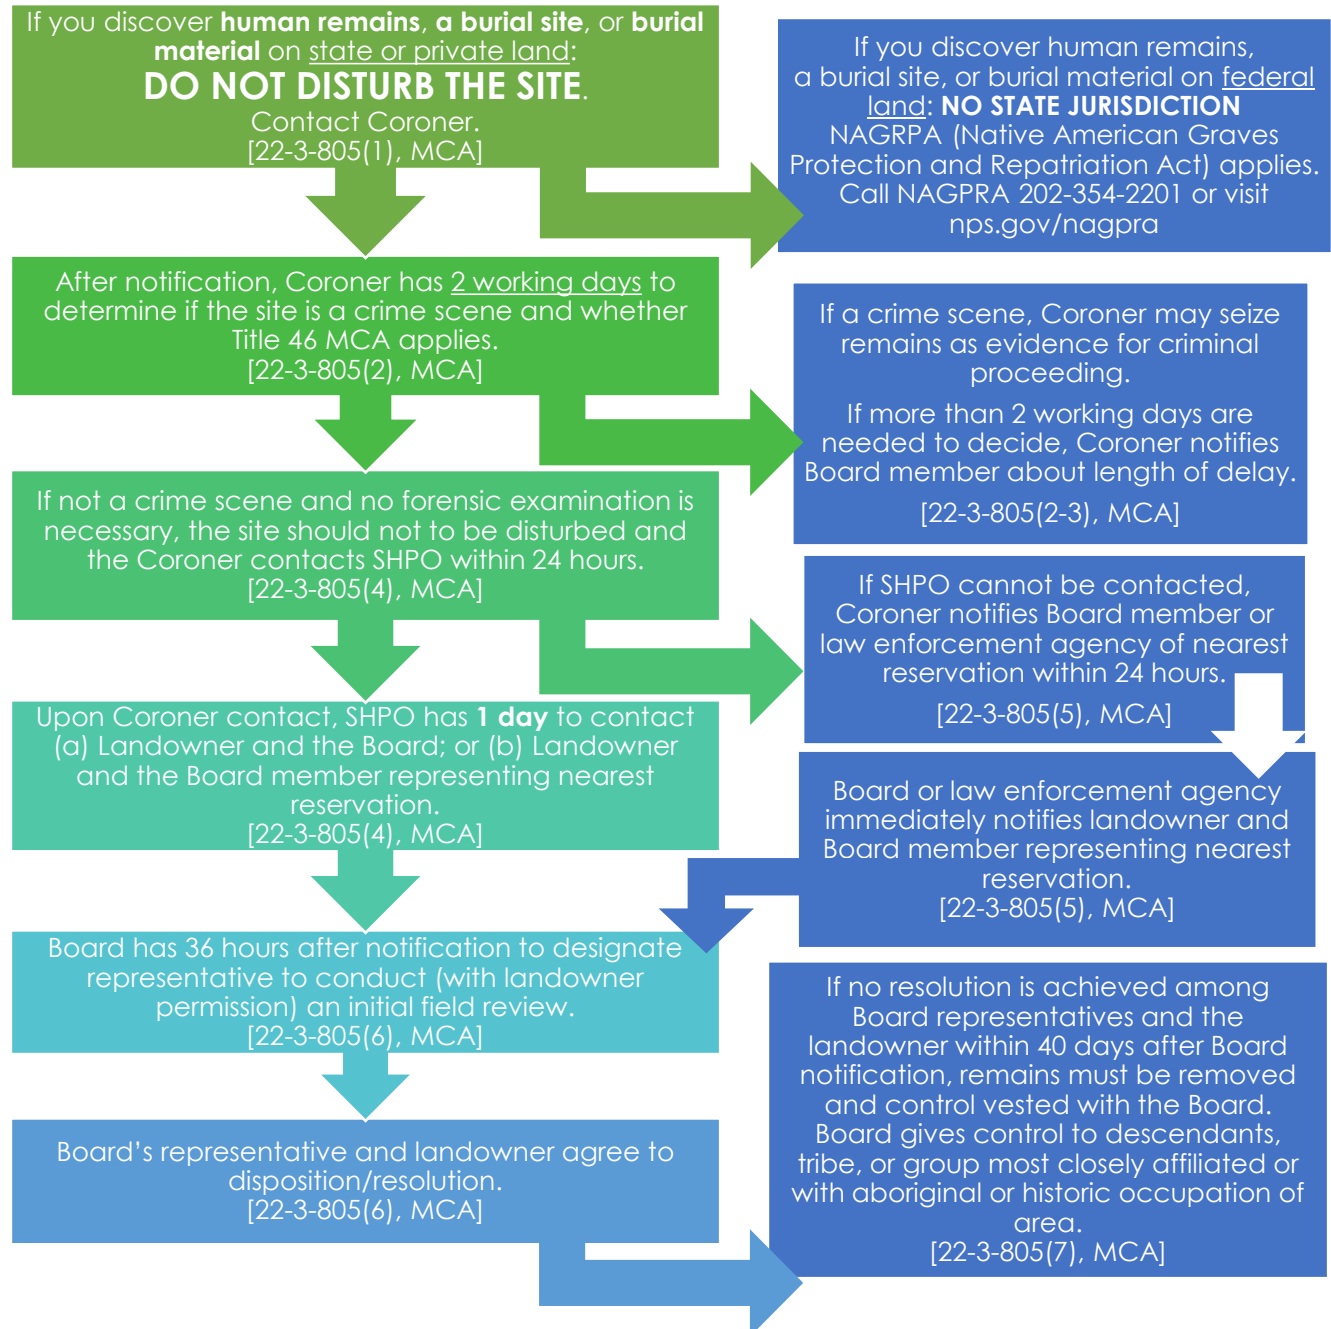 If you discover human remains, a burial site, or burial
material on state or private land:
DO NOT DISTURB THE SITE.
Contact Coroner.
[22-3-805(1), MCA]
If you discover human remains,
a burial site, or burial material on federal
land: NO STATE JURISDICTION
NAGRPA (Native American Graves
Protection and Repatriation Act) applies.
Call NAGPRA 202-354-2201 or visit
nps.gov/nagpra
After notification, Coroner has 2 working days to
determine if the site is a crime scene and whether
Title 46 MCA applies.
[22-3-805(2), MCA]
If a crime scene, Coroner may seize
remains as evidence for criminal
proceeding.
If more than 2 working days are
needed to decide, Coroner notifies
Board member about length of delay.
[22-3-805(2-3), MCA]
If not a crime scene and no forensic examination is
necessary, the site should not to be disturbed and
the Coroner contacts SHPO within 24 hours.
[22-3-805(4), MCA]
If SHPO cannot be contacted,
Coroner notifies Board member or
law enforcement agency of nearest
reservation within 24 hours.
[22-3-805(5), MCA]
Upon Coroner contact, SHPO has 1 day to contact
(a) Landowner and the Board; or (b) Landowner
and the Board member representing nearest
reservation.
[22-3-805(4), MCA]
Board or law enforcement agency
immediately notifies landowner and
Board member representing nearest
reservation.
[22-3-805(5), MCA]
Board has 36 hours after notification to designate
representative to conduct (with landowner
permission) an initial field review.
[22-3-805(6), MCA]
If no resolution is achieved among
Board representatives and the
landowner within 40 days after Board
notification, remains must be removed
and control vested with the Board.
Board gives control to descendants,
tribe, or group most closely affiliated or
with aboriginal or historic occupation of
area.
[22-3-805(7), MCA]
Board's representative and landowner agree to
disposition/resolution.
[22-3-805(6), MCA]